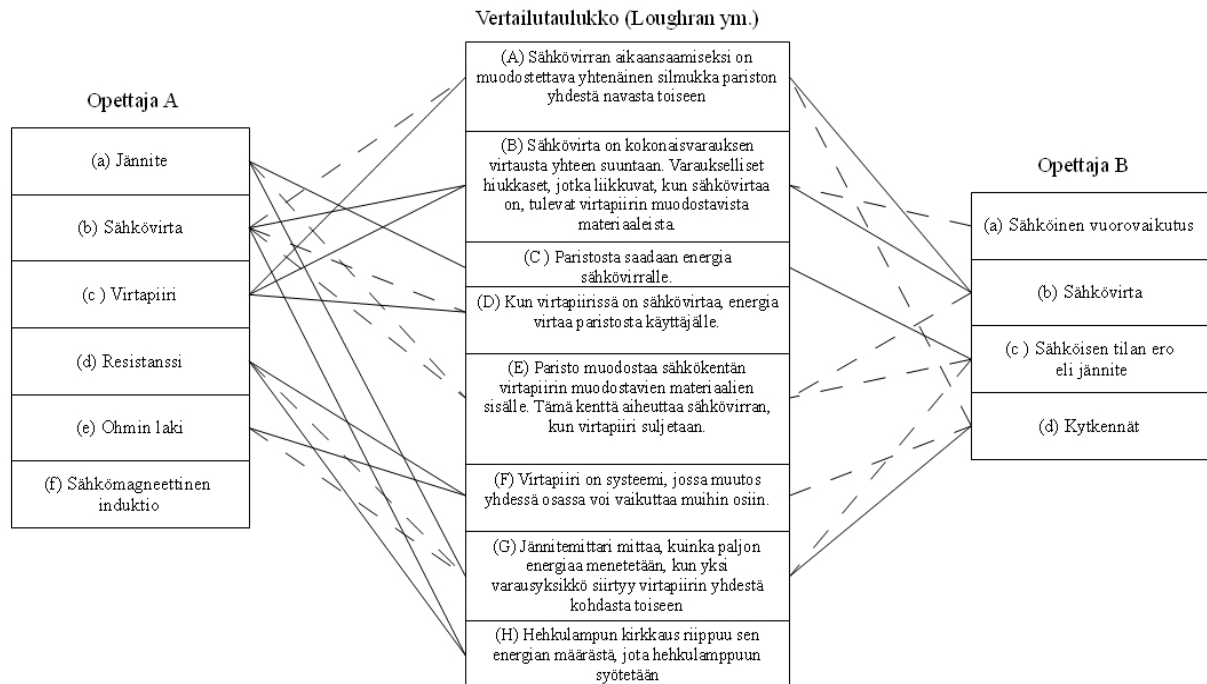 Vertailutaulukko (Loughran ym.)
Opettaja A
(a) Jännite
(b) Sähkövirta
(c ) Virtapiiri
(d) Resistanssi
(e) Ohmin laki
(f) Sähkömagneettinen
induktio
(A) Sähkövirran aikaansaamiseksi on
muodostettava yhtenäinen silmukka pariston
yhdestä navasta toiseen
(B) Sähkövirta on kokonaisvarauksen
virtausta yhteen suuntaan. Varaukselliset
hiukkaset, jotka liikkuvat, kun sähkövirtaa
on, tulevat virtapiirin muodostavista
materiaaleista.
(C ) Paristosta saadaan energia
sähkövirralle.
(D) Kun virtapiirissä on sähkövirtaa, energia
virtaa paristosta käyttäjälle.
(E) Paristo muodostaa sähkökentän
virtapiirin muodostavien materiaalien
sisälle. Tämä kenttä aiheuttaa sähkövirran,
kun virtapiiri suljetaan.
(F) Virtapiiri on systeemi, jossa muutos
yhdessä osassa voi vaikuttaa muihin osiin.
(G) Jännitemittari mittaa, kuinka paljon
energiaa menetetään, kun yksi
varausyksikkö siirtyy virtapiirin yhdestä
kohdasta toiseen
(H) Hehkulampun kirkkaus riippuu sen
energian määrästä, jota hehkulamppuun
syötetään
Opettaja B
(a) Sähköinen vuorovaikutus
(b) Sähkövirta
(c ) Sähköisen tilan ero
eli jännite
(d) Kytkennät